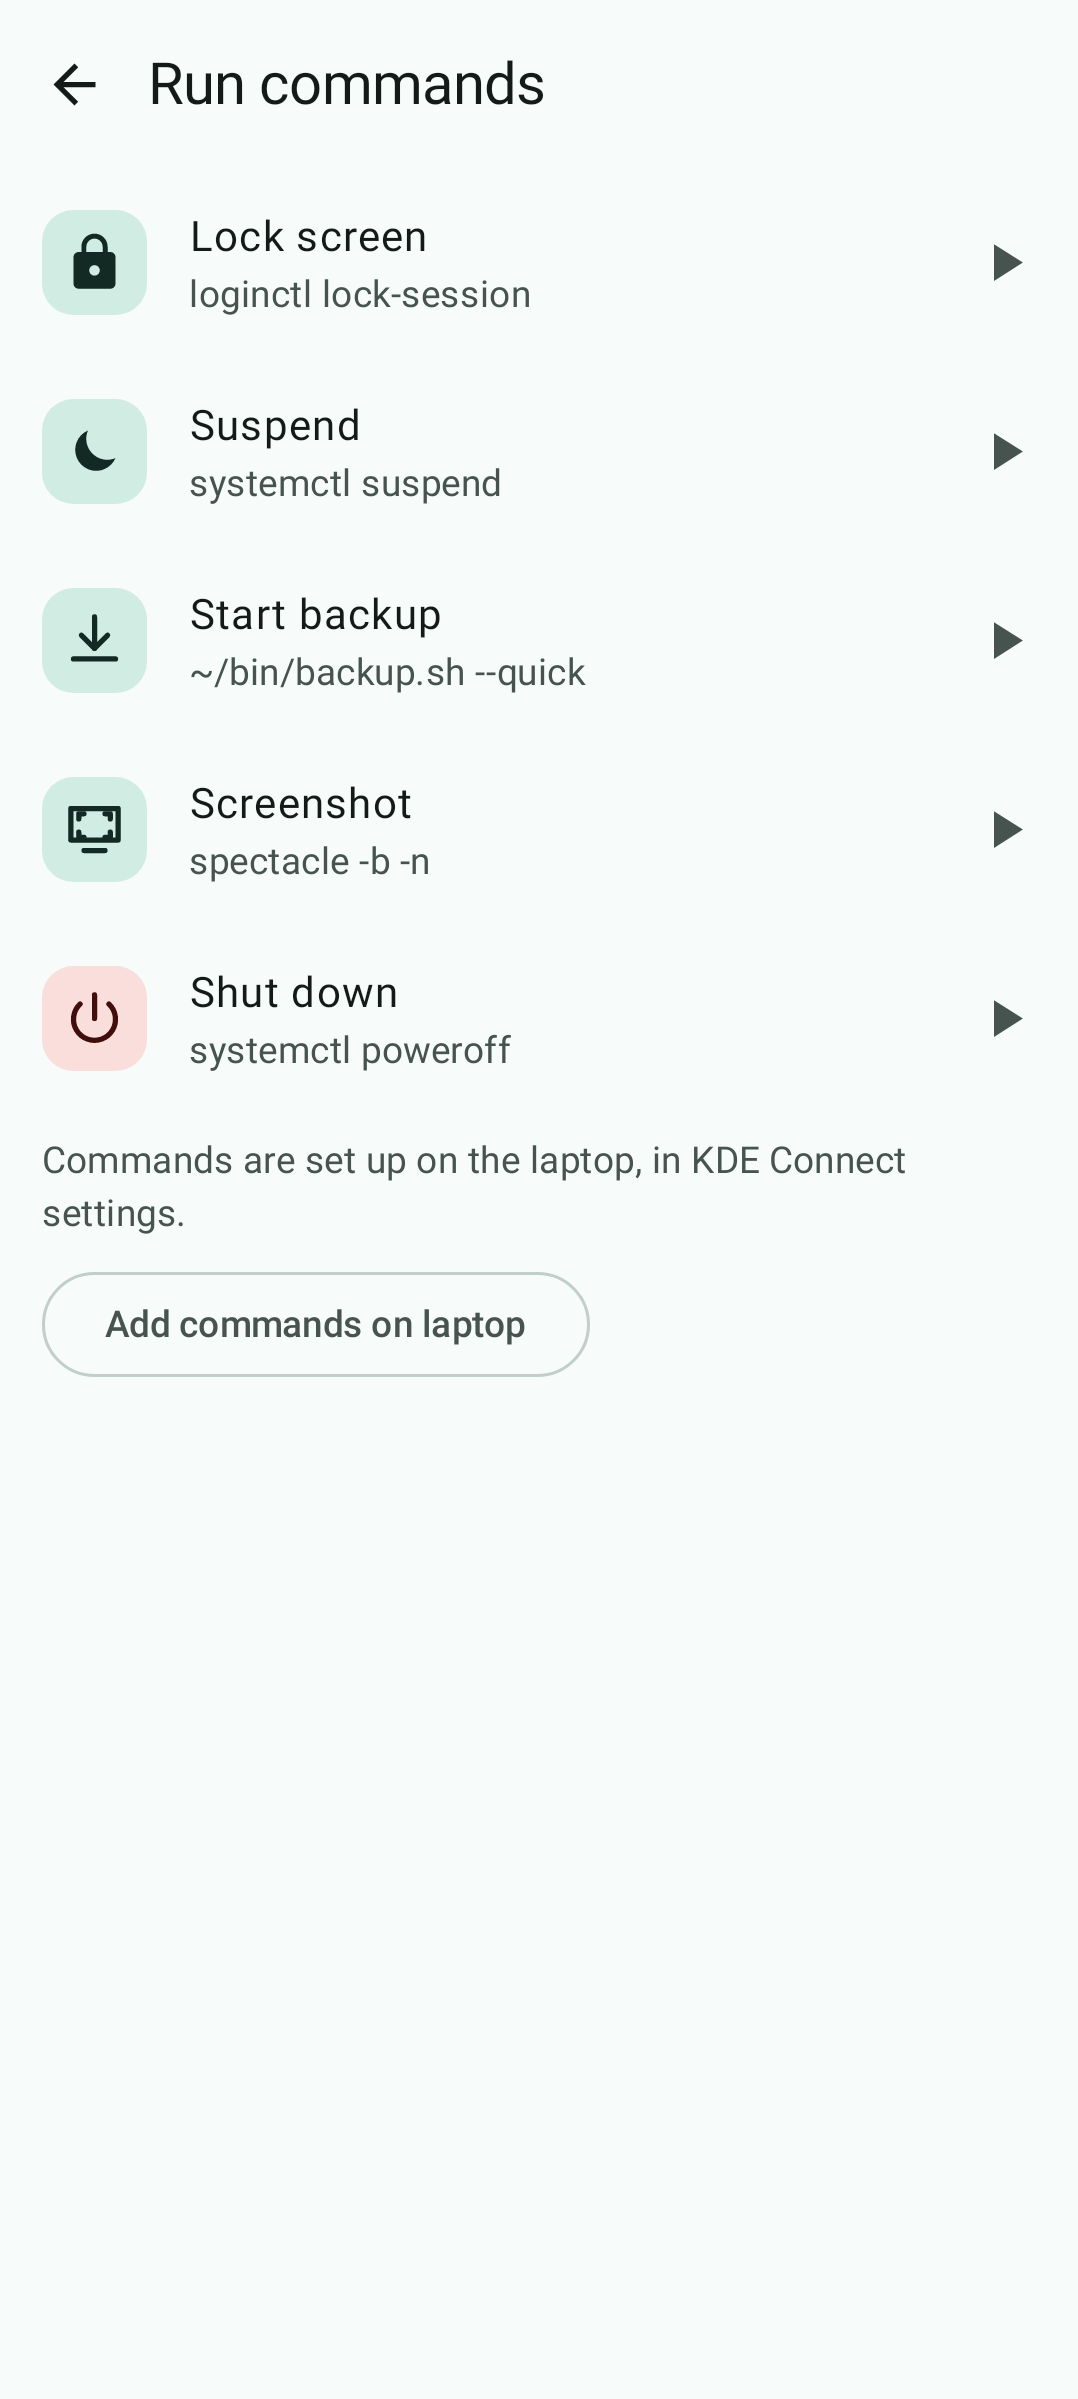 Run commands
Lock screen
loginctl lock-session
Suspend
systemctl suspend
Start backup
~/bin/backup.sh --quick
Screenshot
spectacle -b -n
Shut down
systemctl poweroff
Commands are set up on the laptop, in KDE Connect
settings.
Add commands on laptop